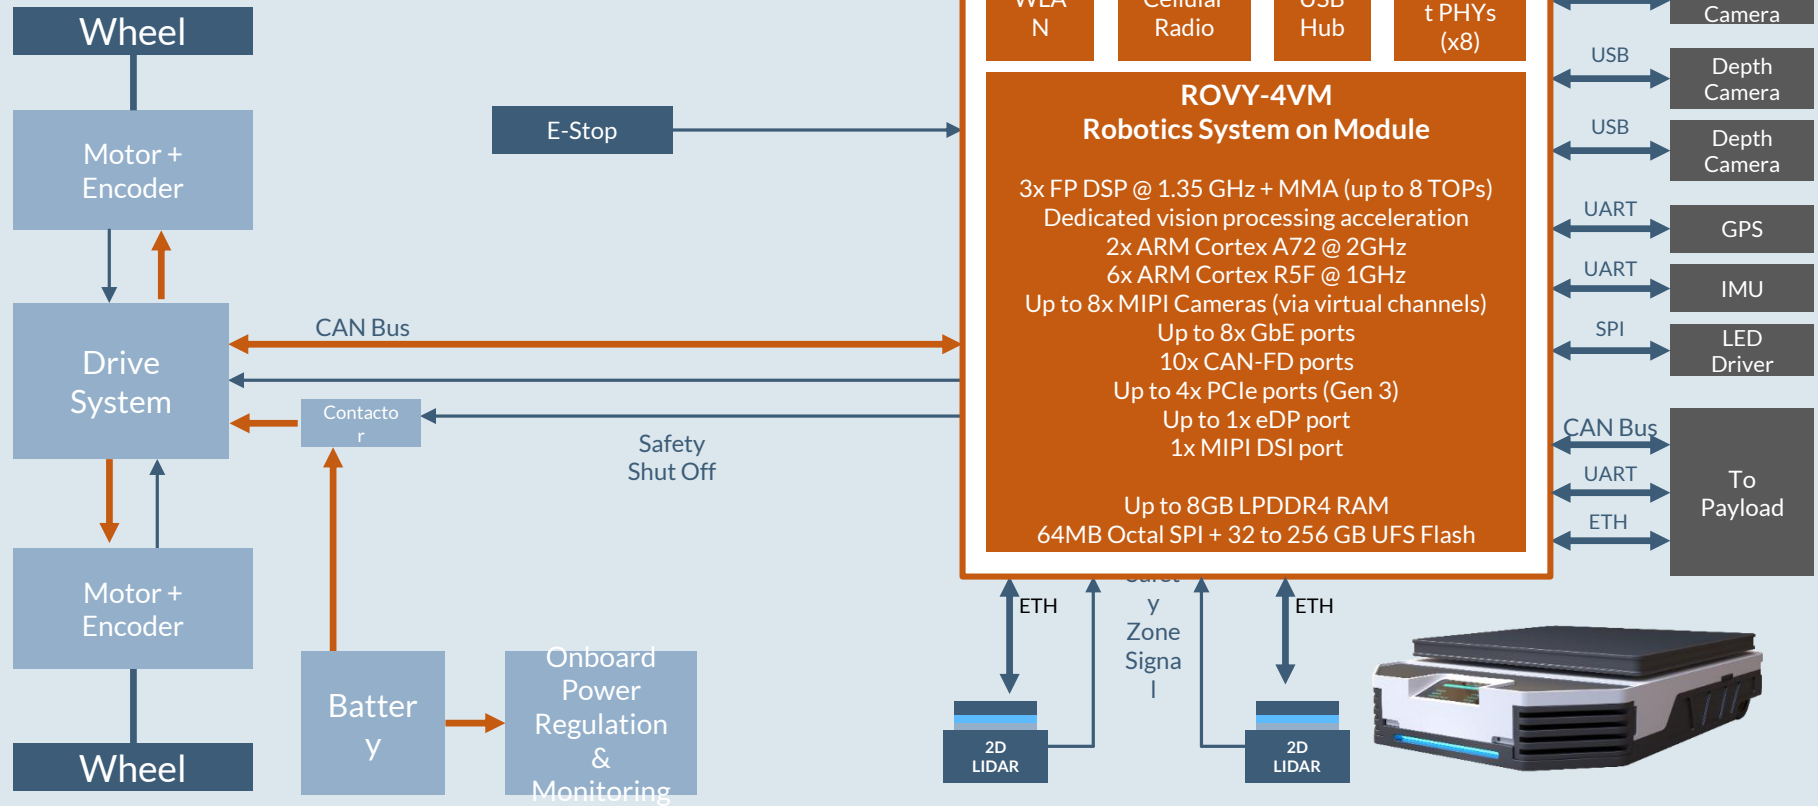 Wheel
Motor +
Encoder
Drive
System
Motor +
Encoder
Wheel
CAN Bus
Contacto
r
Safety
Shut Off
E-Stop
Batter
y
Onboard
Power
Regulation
&
Monitoring
N
Cellular
Radio
USB
Hub
t PHYs
(x8)
ROVY-4VM
Robotics System on Module
3x FP DSP @ 1.35 GHz + MMA (up to 8 TOPs)
Dedicated vision processing acceleration
2x ARM Cortex A72 @ 2GHz
6x ARM Cortex R5F @ 1GHz
Up to 8x MIPI Cameras (via virtual channels)
Up to 8x GbE ports
10x CAN-FD ports
Up to 4x PCIe ports (Gen 3)
Up to 1x eDP port
1x MIPI DSI port
Up to 8GB LPDDR4 RAM
64MB Octal SPI + 32 to 256 GB UFS Flash
Camera
USB
Depth
Camera
USB
Depth
Camera
UART
GPS
UART
IMU
SPI
LED
Driver
CAN Bus
UART
ETH
To
Payload
ETH
y
Zone
Signa
l
ETH
2D
LIDAR
2D
LIDAR